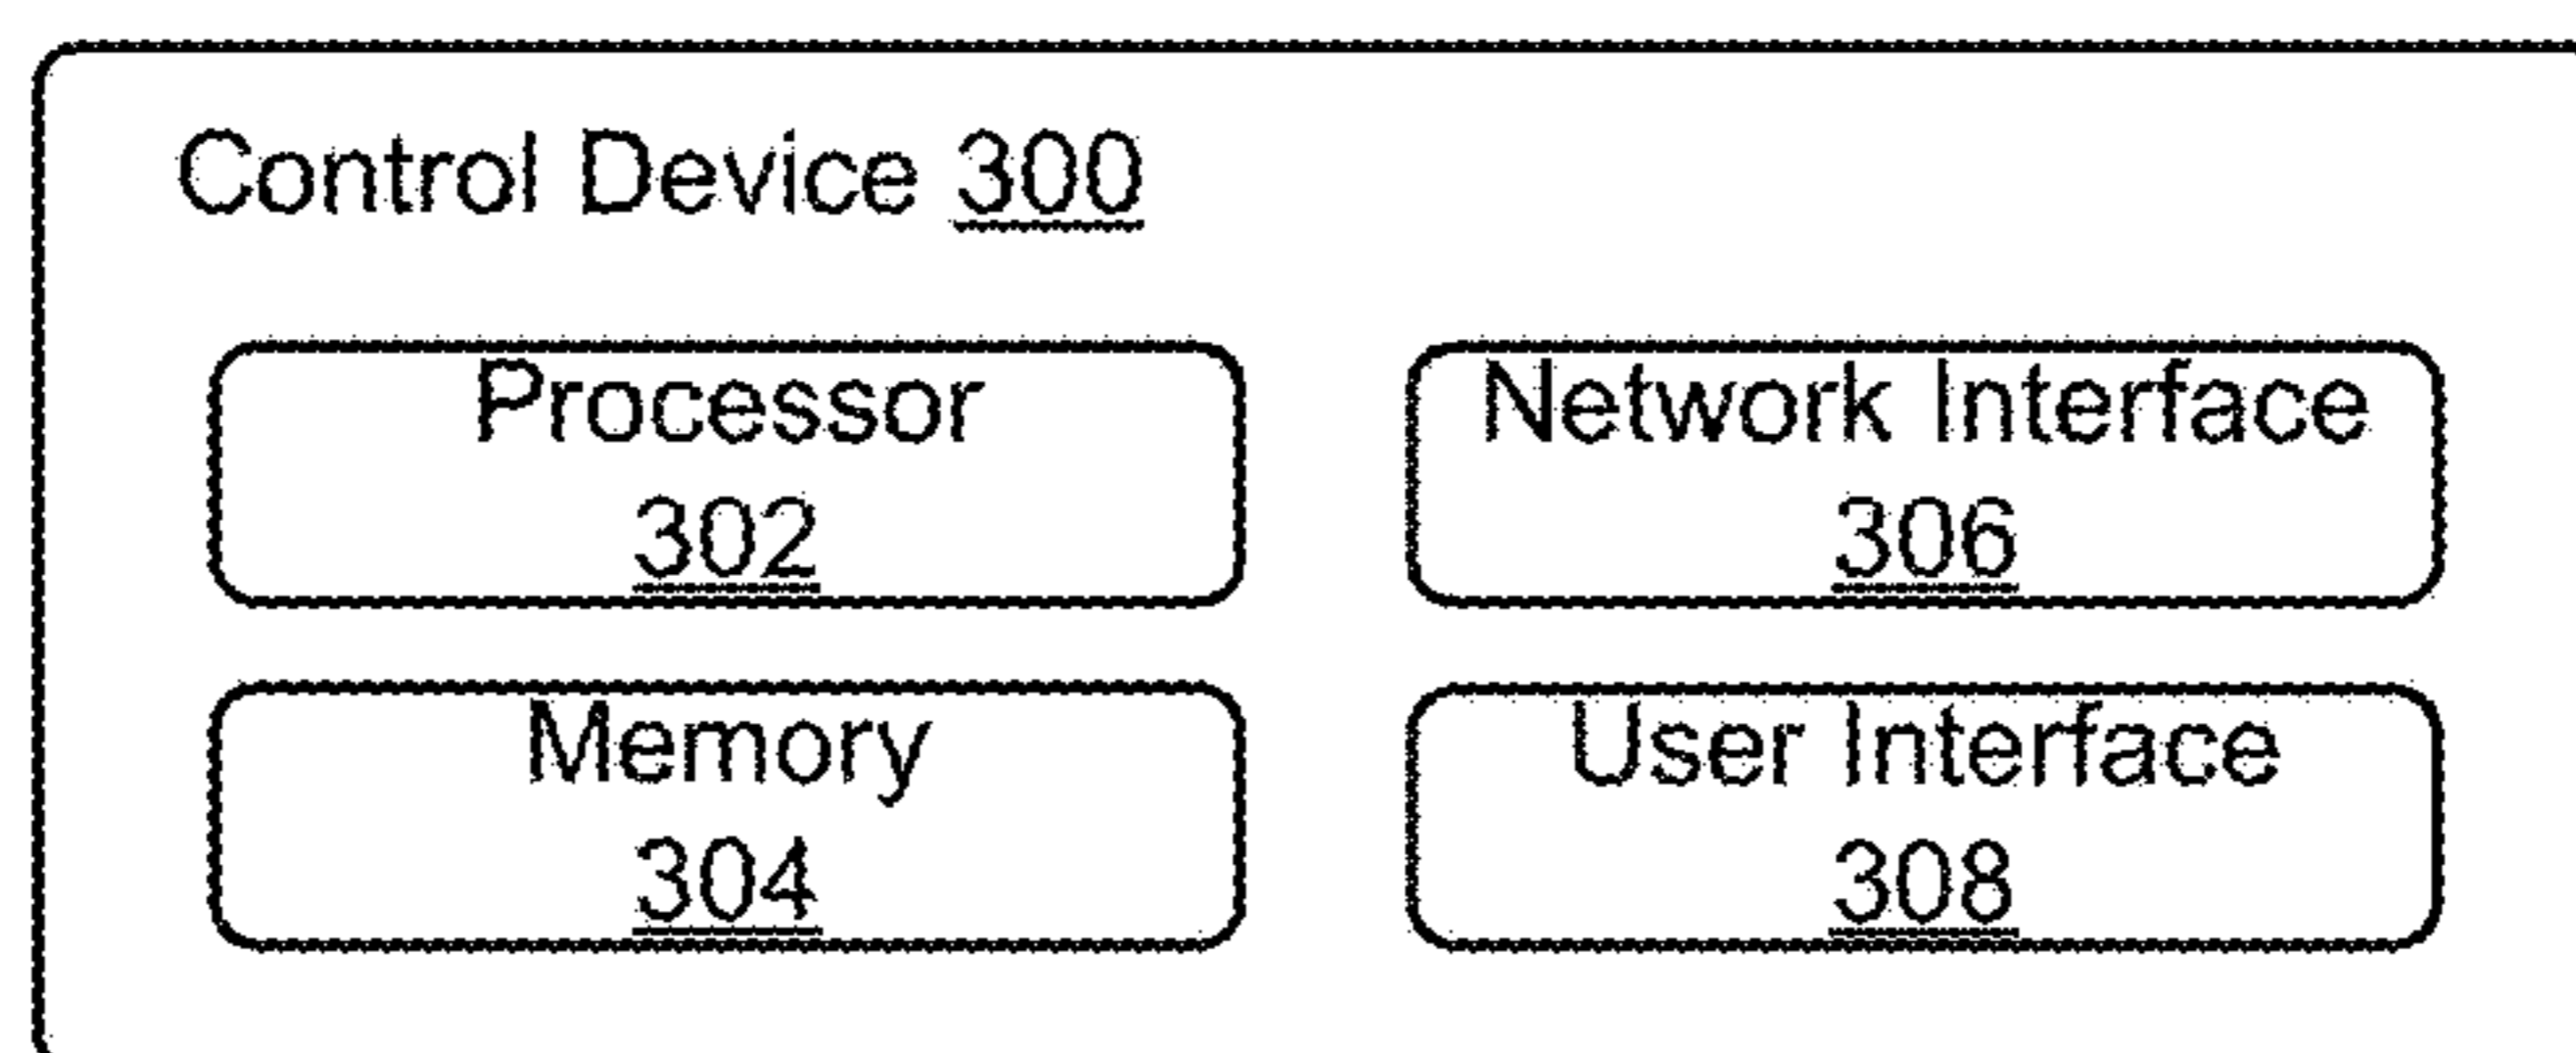 Control Device 300
Processor
302
Network Interface
306
Memory
304
User Interface
308